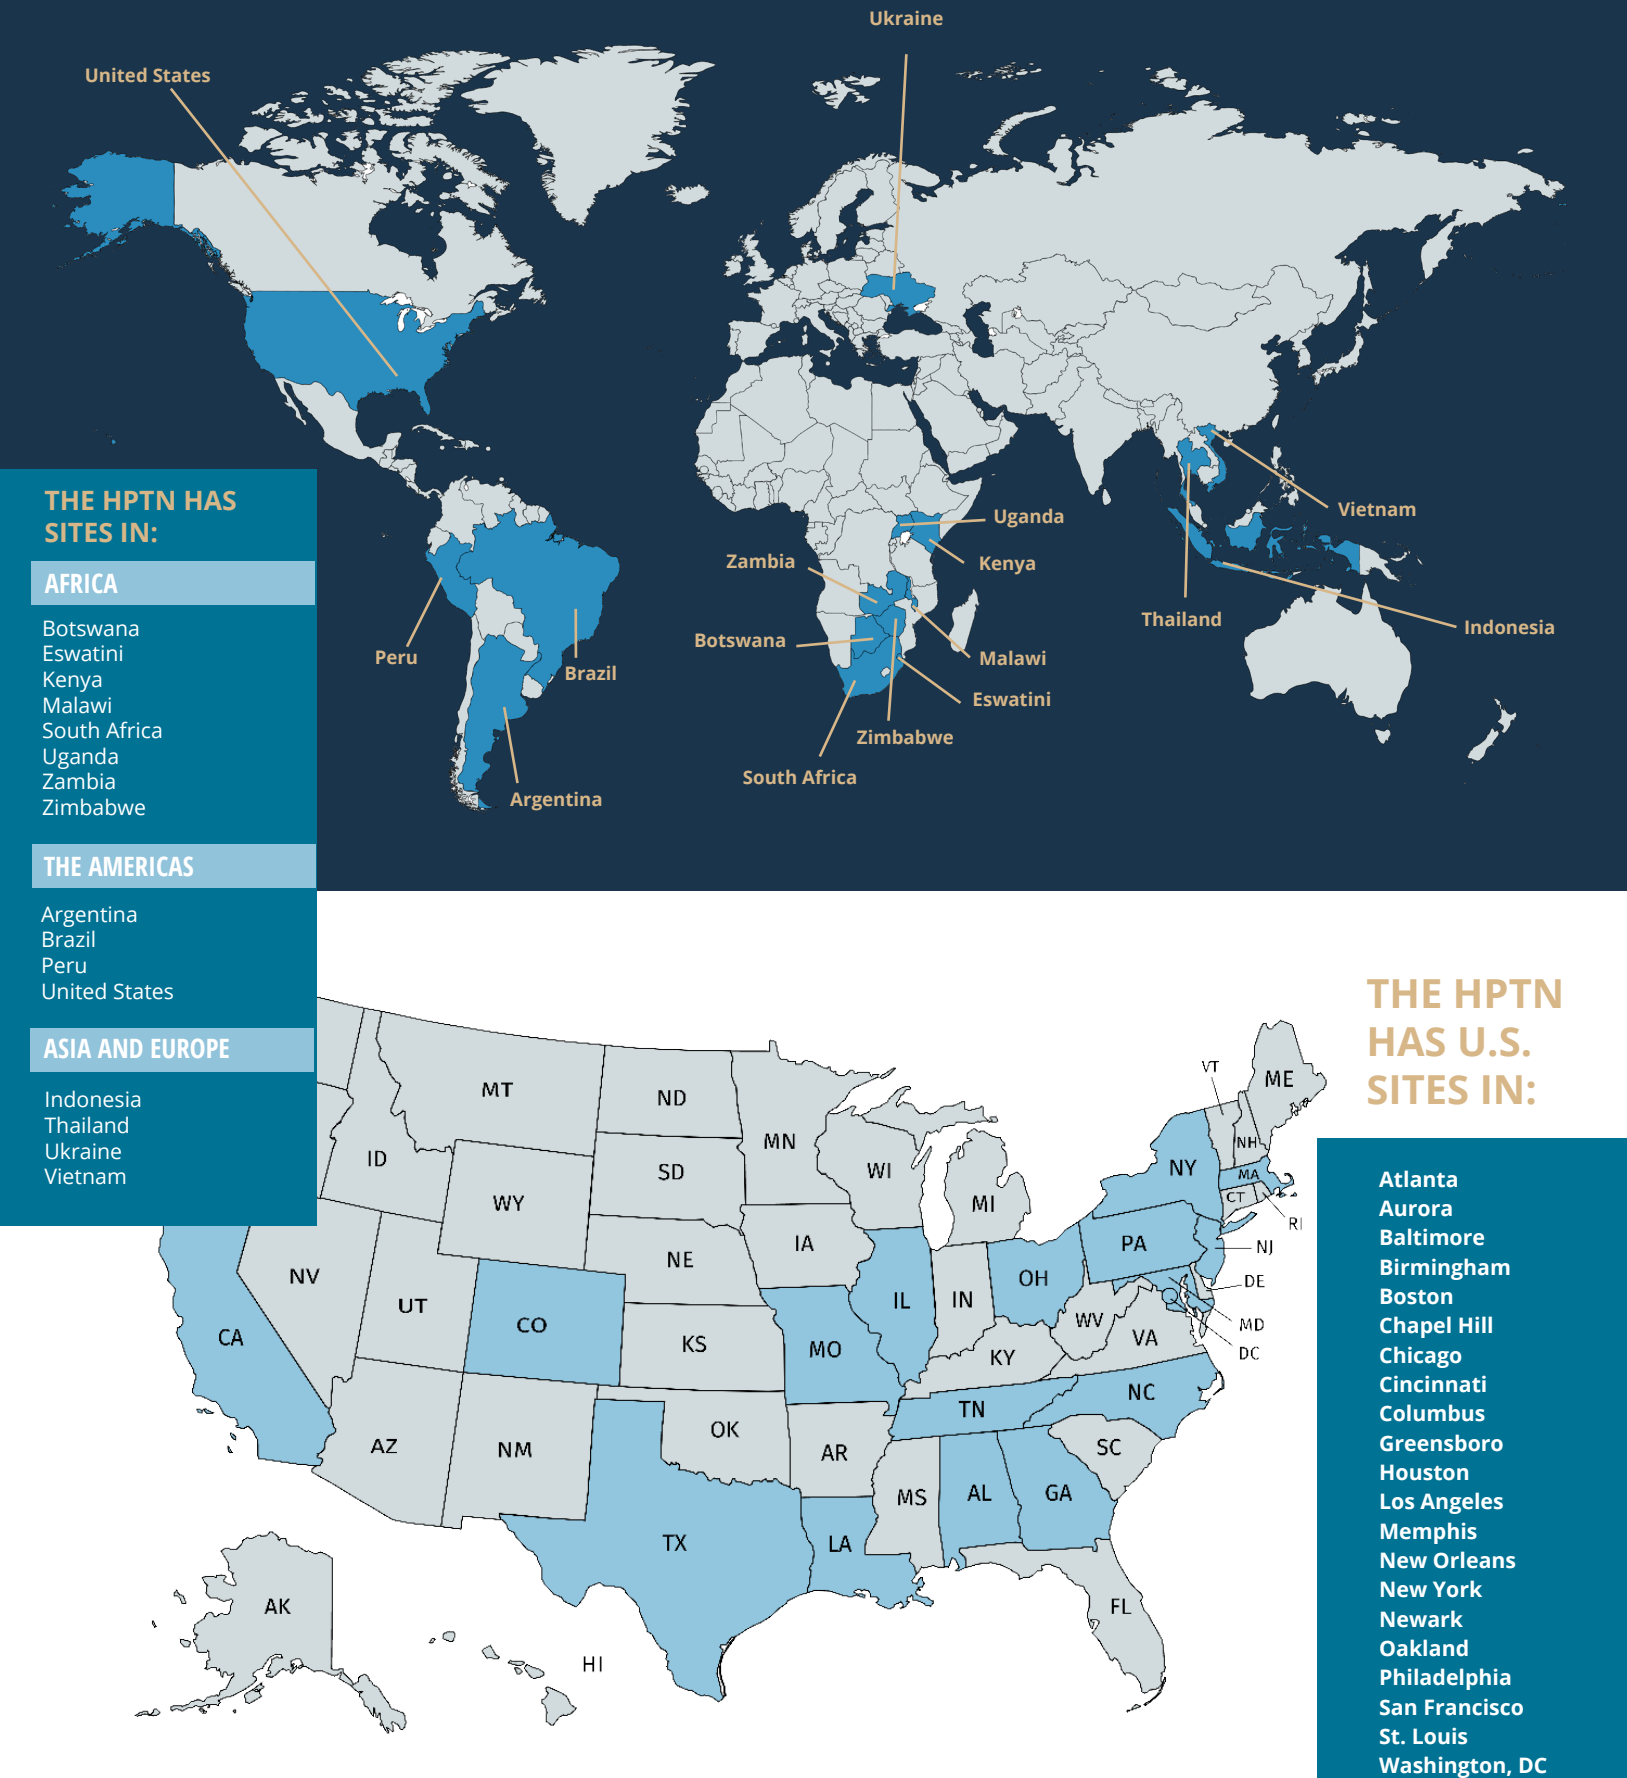 Ukraine
United States
Vietnam
Uganda
Zambia
Kenya
Thailand
Indonesia
Botswana
Malawi
Peru
Brazil
Eswatini
Zimbabwe
South Africa
Argentina
THE HPTN HAS
SITES IN:
AFRICA
Botswana
Eswatini
Kenya
Malawi
South Africa
Uganda
Zambia
Zimbabwe
THE AMERICAS
Argentina
Brazil
Peru
United States
ASIA AND EUROPE
Indonesia
Thailand
Ukraine
Vietnam
VT
ME
MT
ND
MN
NH
ID
SD
WI
NY
MA
WY
MI
CT
RI
IA
PA
NJ
NE
NV
OH
DE
UT
IL
IN
CO
WV
MD
CA
KS
MO
VA
DC
KY
NC
TN
OK
AZ
NM
AR
SC
MS
AL
GA
TX
LA
AK
FL
HI
THE HPTN
HAS U.S.
SITES IN:
Atlanta
Aurora
Baltimore
Birmingham
Boston
Chapel Hill
Chicago
Cincinnati
Columbus
Greensboro
Houston
Los Angeles
Memphis
New Orleans
New York
Newark
Oakland
Philadelphia
San Francisco
St. Louis
Washington, DC